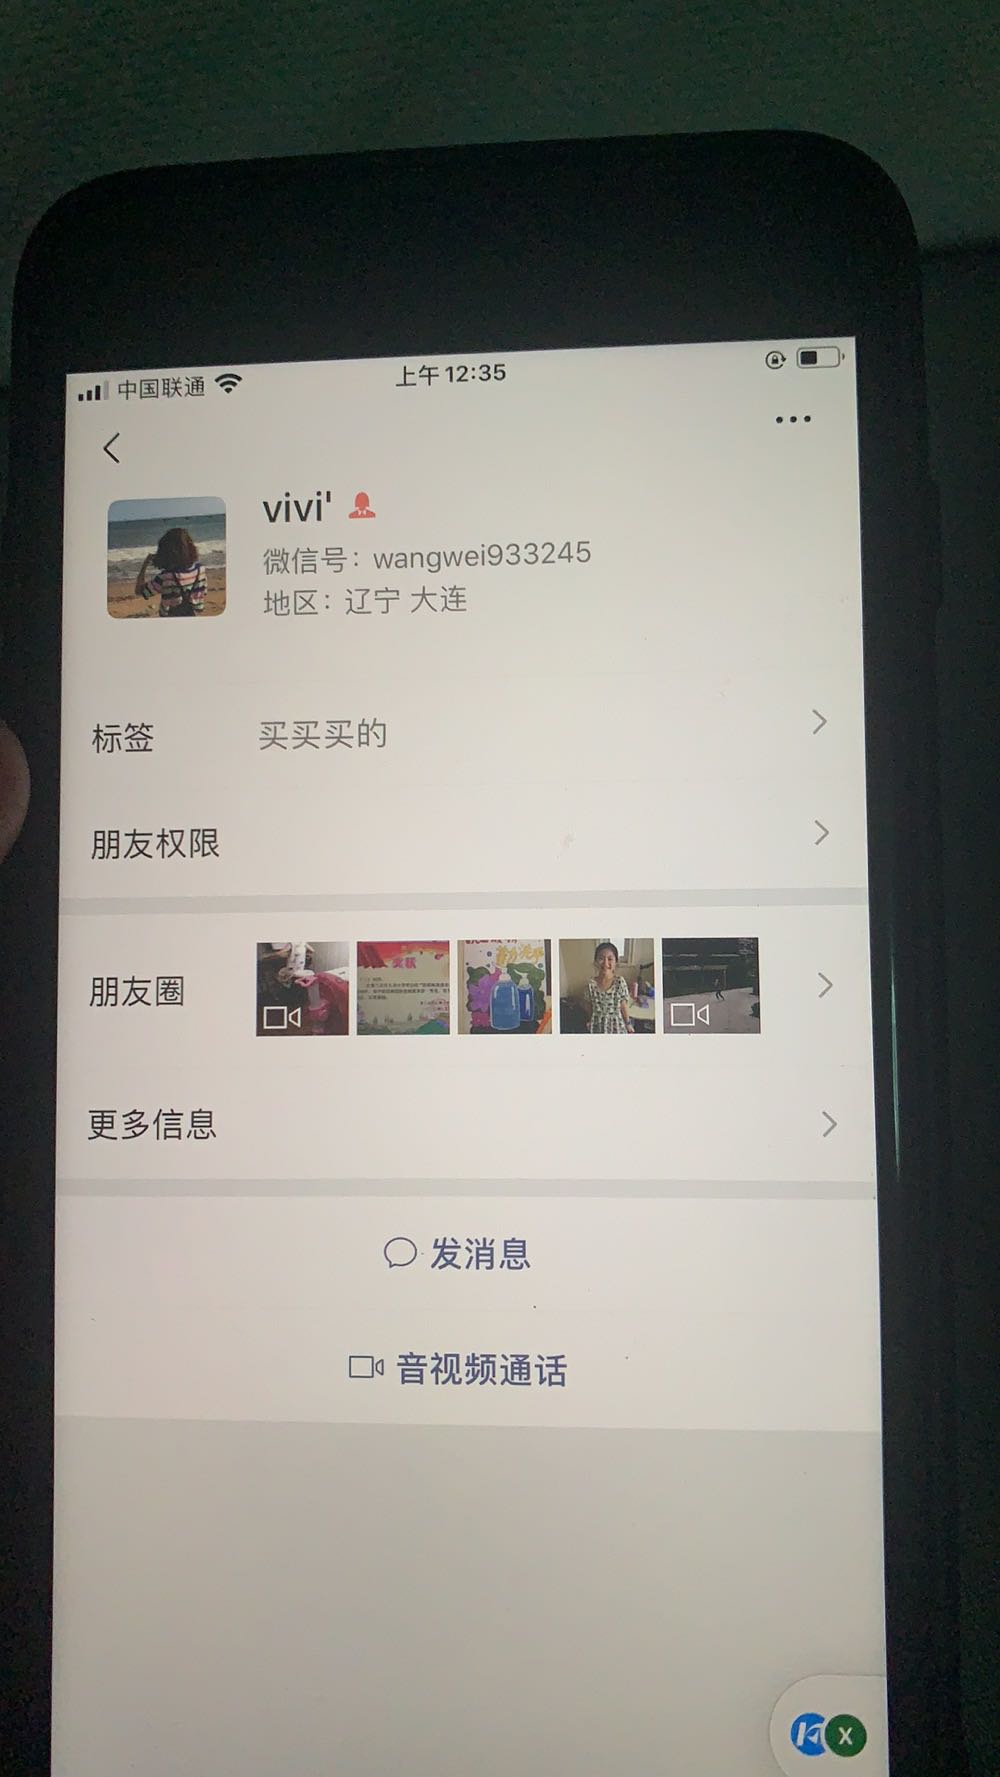 中国联通
上午12:35
vivi'
微信号：wangwei933245
地区：辽宁 大连
标签 买买买的
朋友权限
朋友圈
奖状
更多信息
发消息
音视频通话
X